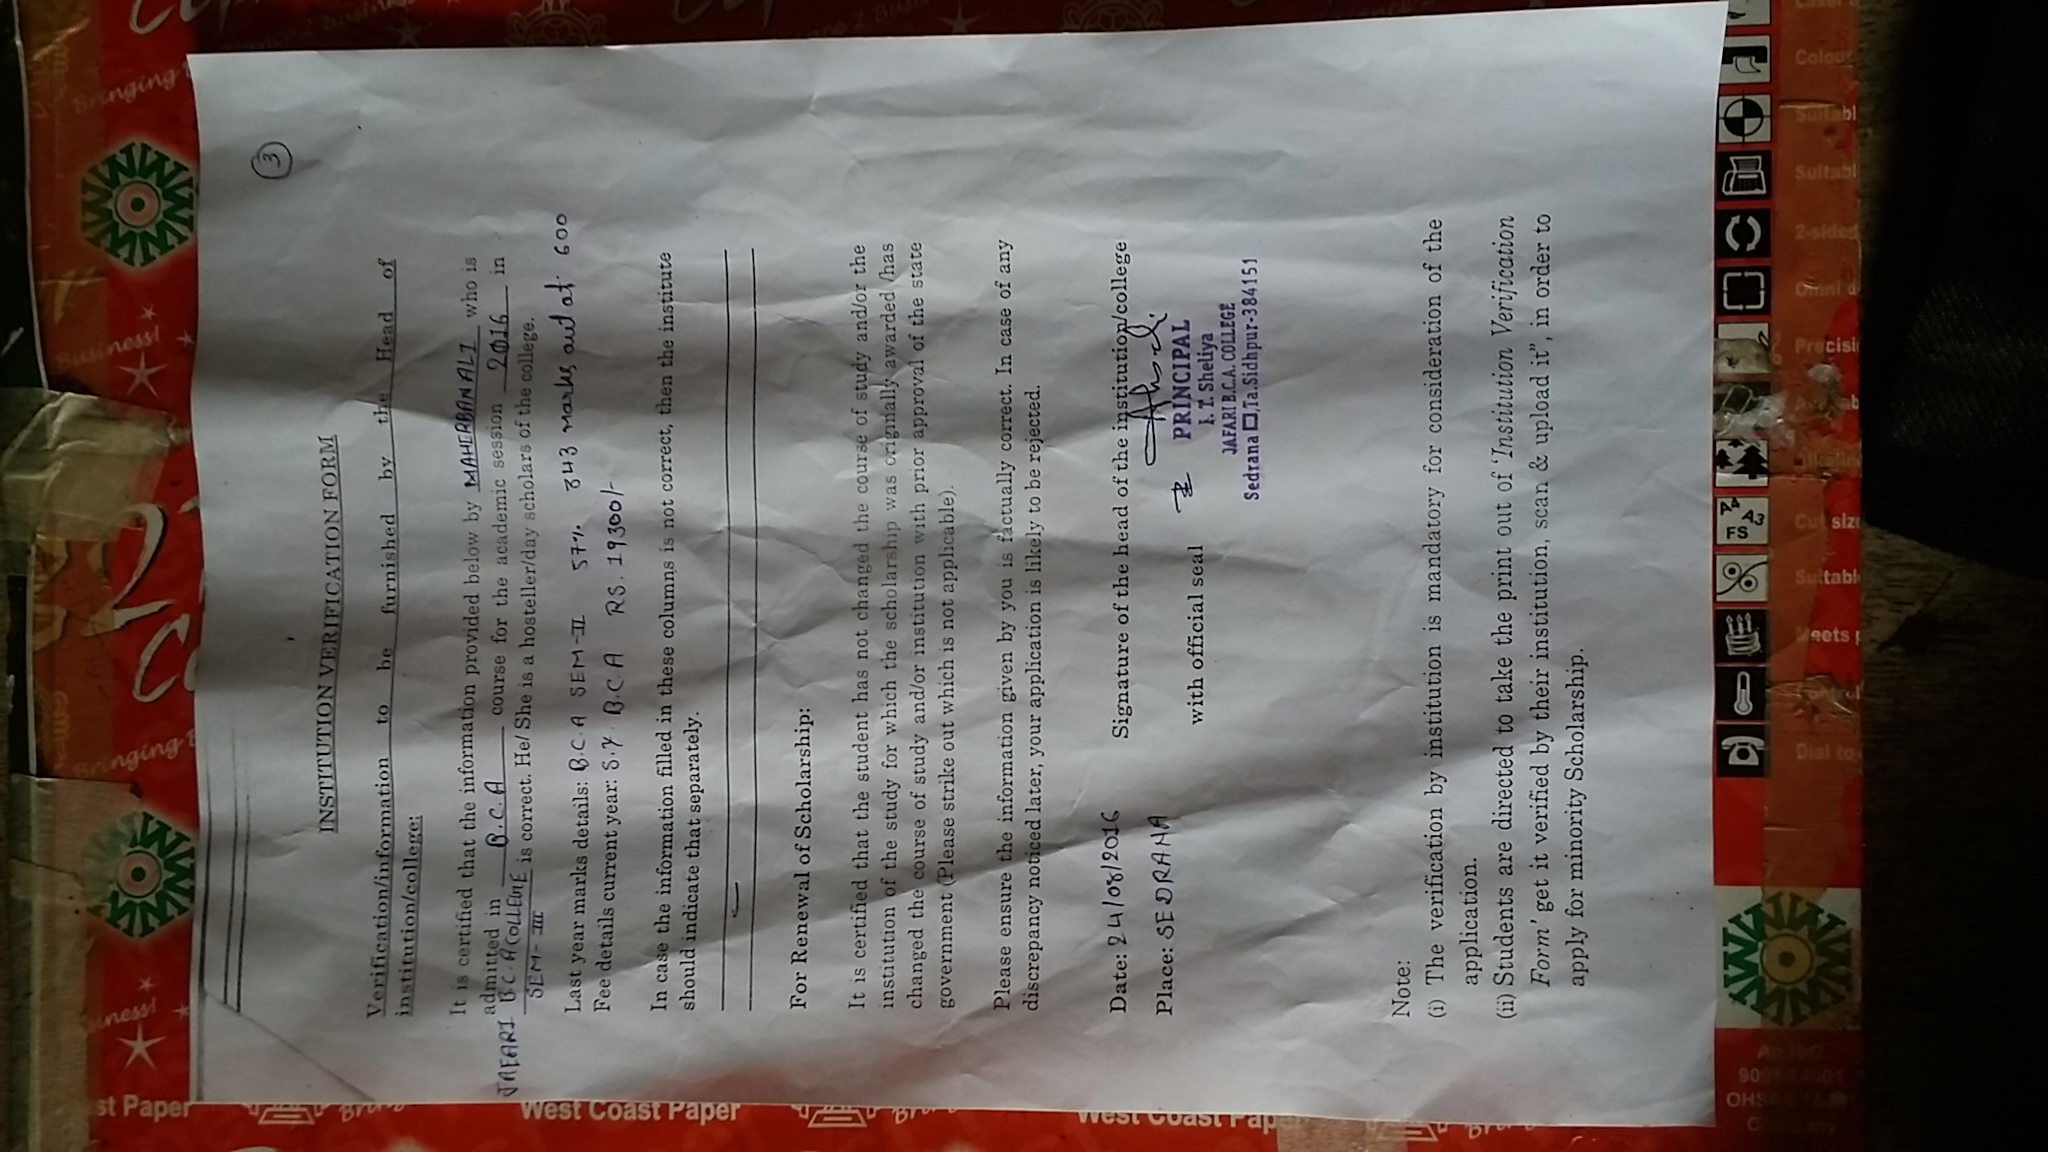 3
INSTITUTION VERIFICATION FORM
Verification/information to be furnished by the Head of
institution/college:
It is certified that the information provided below by MAHERBANALI who is
admitted in B.C.A course for the academic session 2016 in
JAFARI B.C.A COLLEGE is correct. He/ She is a hosteller/day scholars of the college.
SEM-III
Last year marks details: B.C.A SEM-II 57% 343 marks out at 600
Fee details current year: S.Y B.C.A RS. 19300/-
In case the information filled in these columns is not correct, then the institute
should indicate that separately.
For Renewal of Scholarship:
It is certified that the student has not changed the course of study and/or the
institution of the study for which the scholarship was originally awarded /has
changed the course of study and/or institution with prior approval of the state
government (Please strike out which is not applicable).
Please ensure the information given by you is factually correct. In case of any
discrepancy noticed later, your application is likely to be rejected.
Date: 24/08/2016 Signature of the head of the institution/college
Place: SEDRANA
with official seal
PRINCIPAL
I. T. Sheliya
JAFARI B.C.A. COLLEGE
Sedrana ,Ta.Sidhpur-384151
Note:
(i) The verification by institution is mandatory for consideration of the
application.
(ii) Students are directed to take the print out of ‘Institution Verification
Form’ get it verified by their institution, scan & upload it”, in order to
apply for minority Scholarship.
West Coast Paper
West Coast Paper